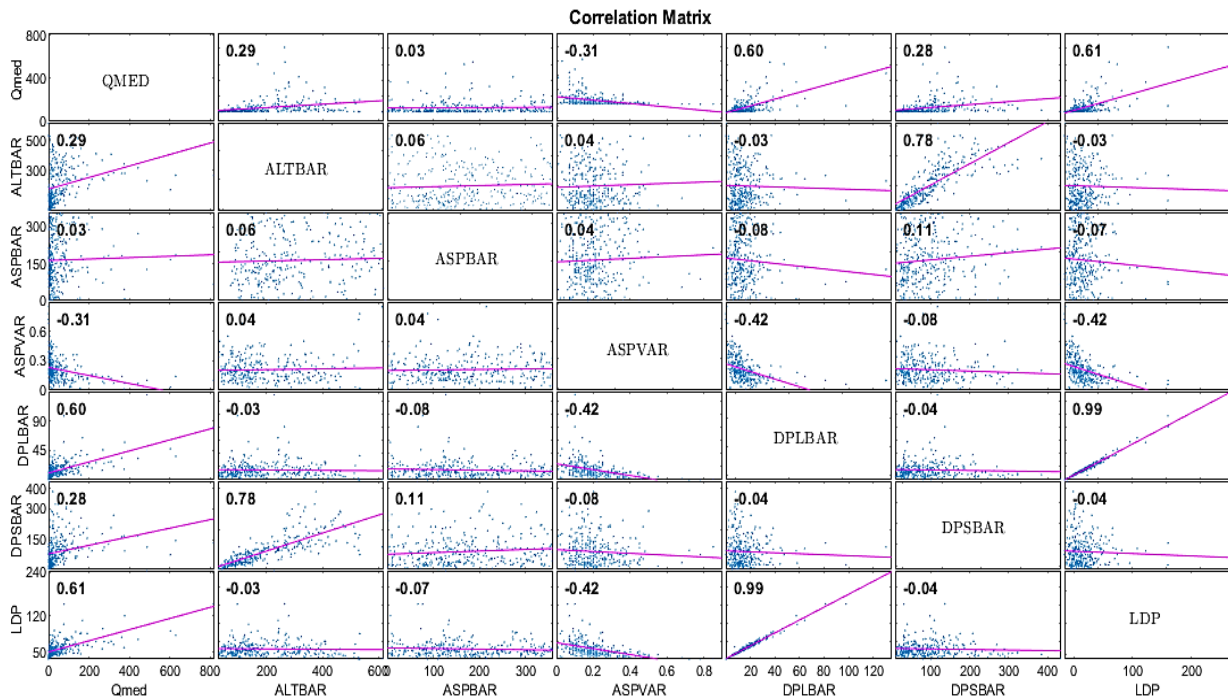 Correlation Matrix
Qmed 800 400 0 QMED 0.29 0.03 -0.31 0.60 0.28 0.61
ALTBAR 500 300 0.29 ALTBAR 0.06 0.04 -0.03 0.78 -0.03
ASPBAR 300 150 0 0.03 0.06 ASPBAR 0.04 -0.08 0.11 -0.07
ASPVAR 0.6 0.3 0 -0.31 0.04 0.04 ASPVAR -0.42 -0.08 -0.42
DPLBAR 90 45 0.60 -0.03 -0.08 -0.42 DPLBAR -0.04 0.99
DPSBAR 400 300 150 0.28 0.78 0.11 -0.08 -0.04 DPSBAR -0.04
LDP 240 120 50 0.61 -0.03 -0.07 -0.42 0.99 -0.04 LDP
0 200 400 600 800 200 400 600 0 100 200 300 0 0.2 0.4 0.6 0.8 20 40 60 80 100 120 100 200 300 400 0 100 200
Qmed ALTBAR ASPBAR ASPVAR DPLBAR DPSBAR LDP